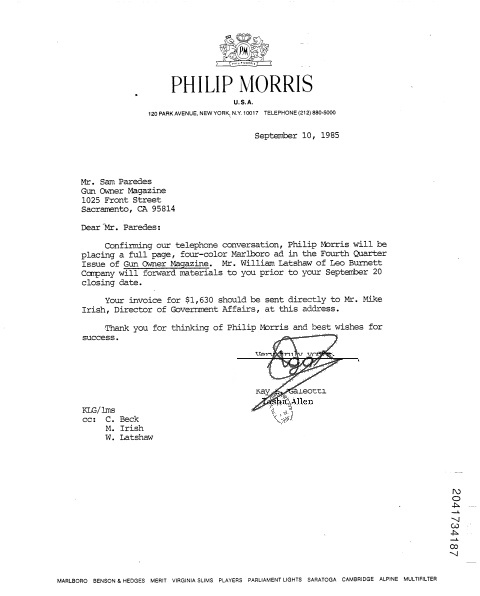 PM
PHILIP MORRIS
U.S.A.
120 PARK AVENUE, NEW YORK, N.Y. 10017 TELEPHONE (212) 880-5000
September 10, 1985
Mr. Sam Paredes
Gun Owner Magazine
1025 Front Street
Sacramento, CA 95814
Dear Mr. Paredes:
Confirming our telephone conversation, Philip Morris will be
placing a full page, four-color Marlboro ad in the Fourth Quarter
Issue of Gun Owner Magazine. Mr. William Latshaw of Leo Burnett
Company will forward materials to you prior to your September 20
closing date.
Your invoice for $1,630 should be sent directly to Mr. Mike
Irish, Director of Government Affairs, at this address.
Thank you for thinking of Philip Morris and best wishes for
success.
Very truly yours,
Galeotti
Allen
KLG/lms
cc: C. Beck
M. Irish
W. Latshaw
2041734187
MARLBORO BENSON & HEDGES MERIT VIRGINIA SLIMS PLAYERS PARLIAMENT LIGHTS SARATOGA CAMBRIDGE ALPINE MULTIFILTER